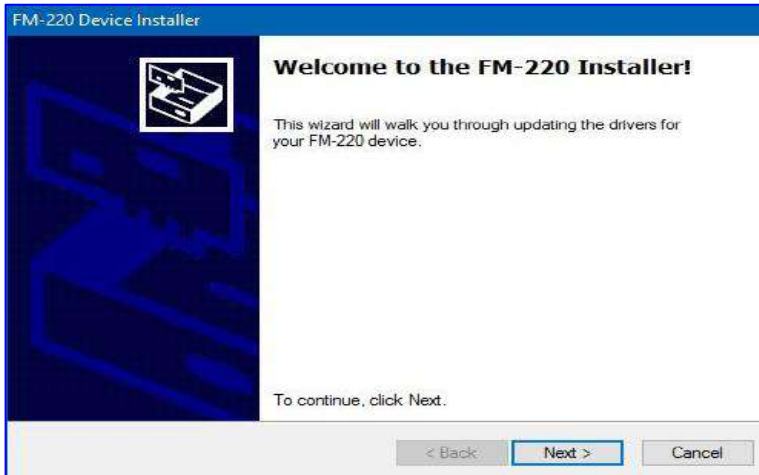 FM-220 Device Installer
Welcome to the FM-220 Installer!
This wizard will walk you through updating the drivers for
your FM-220 device.
To continue, click Next.
< Back
Next >
Cancel